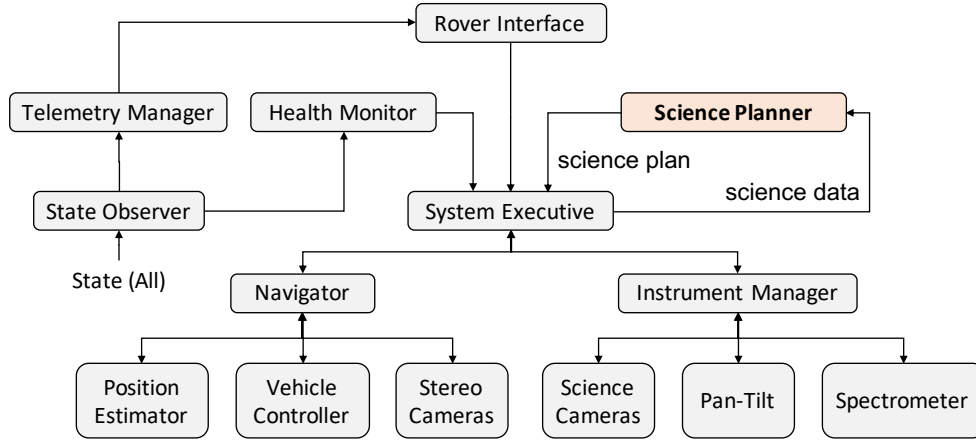 Rover Interface
Telemetry Manager
Health Monitor
Science Planner
science plan
science data
State Observer
System Executive
State (All)
Navigator
Instrument Manager
Position
Estimator
Vehicle
Controller
Stereo
Cameras
Science
Cameras
Pan-Tilt
Spectrometer